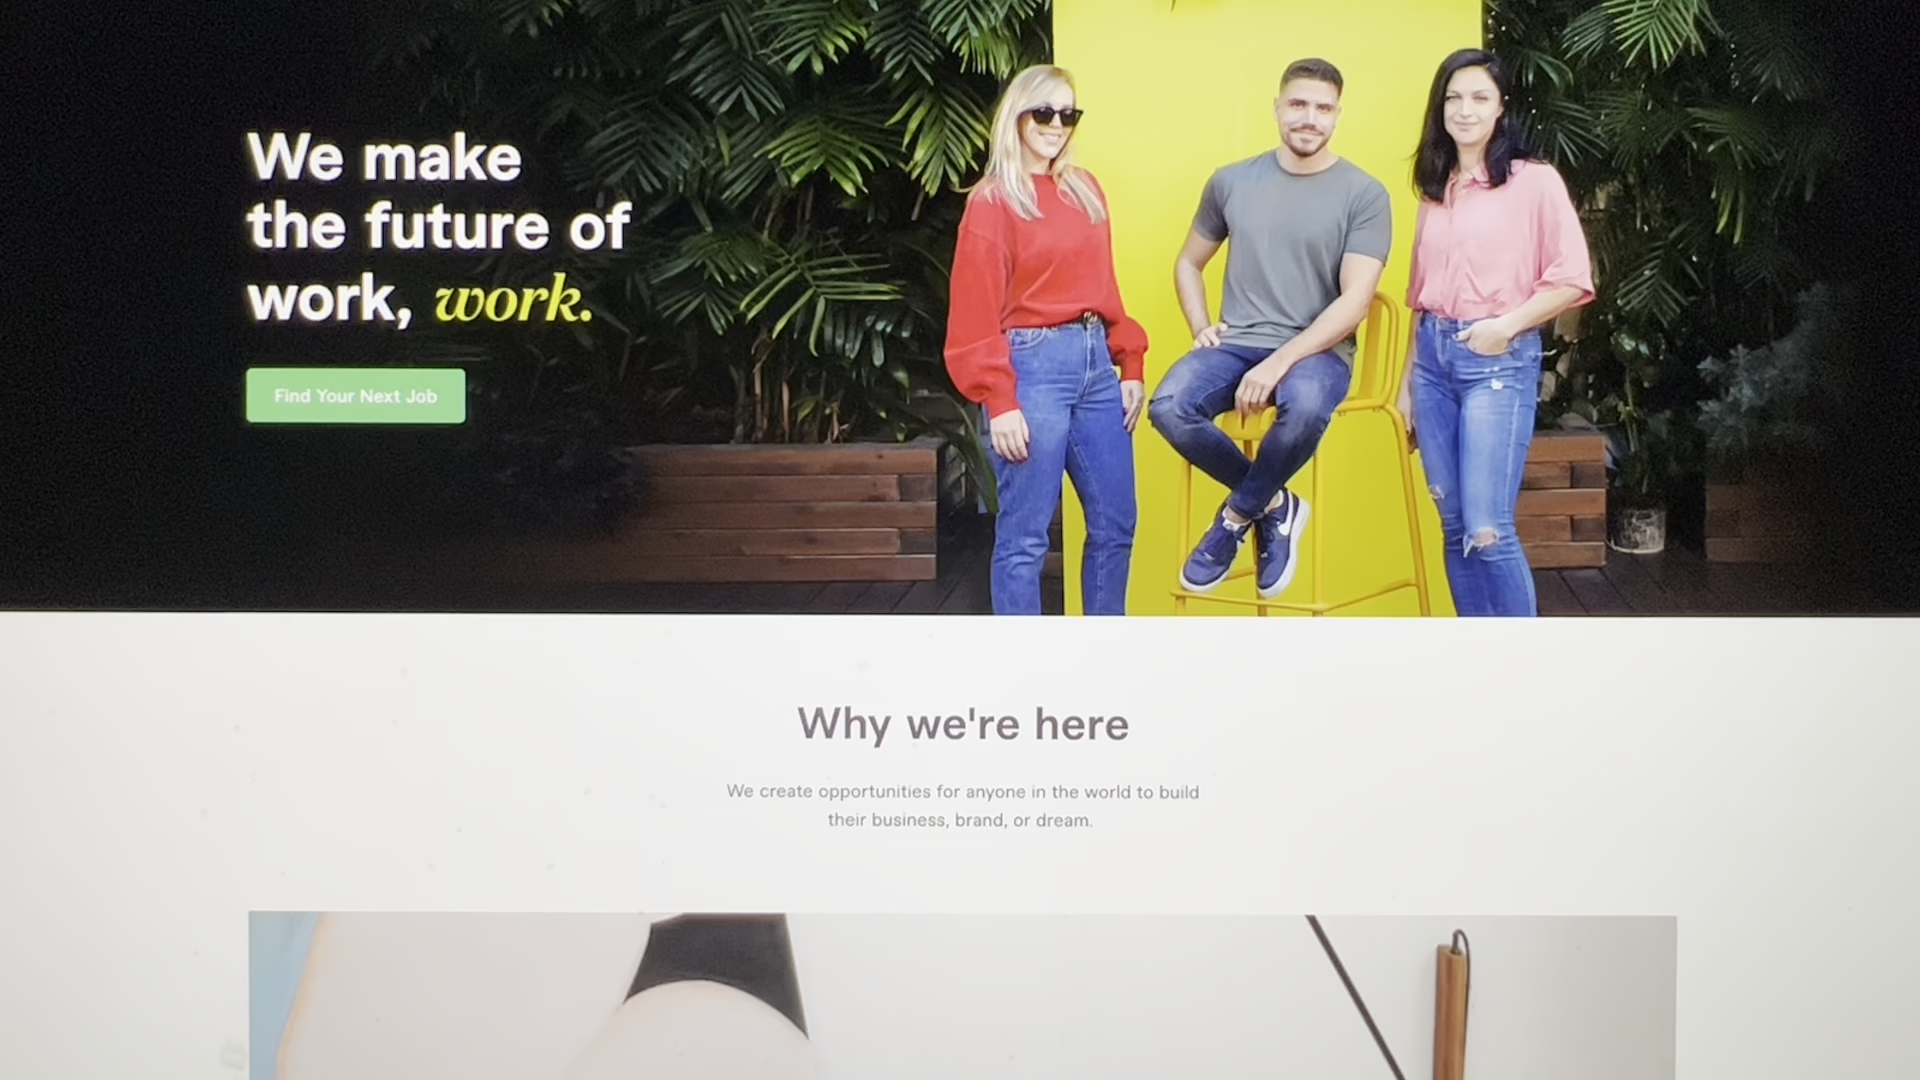 We make
the future of
work, work.
Find Your Next Job
Why we're here
We create opportunities for anyone in the world to build
their business, brand, or dream.